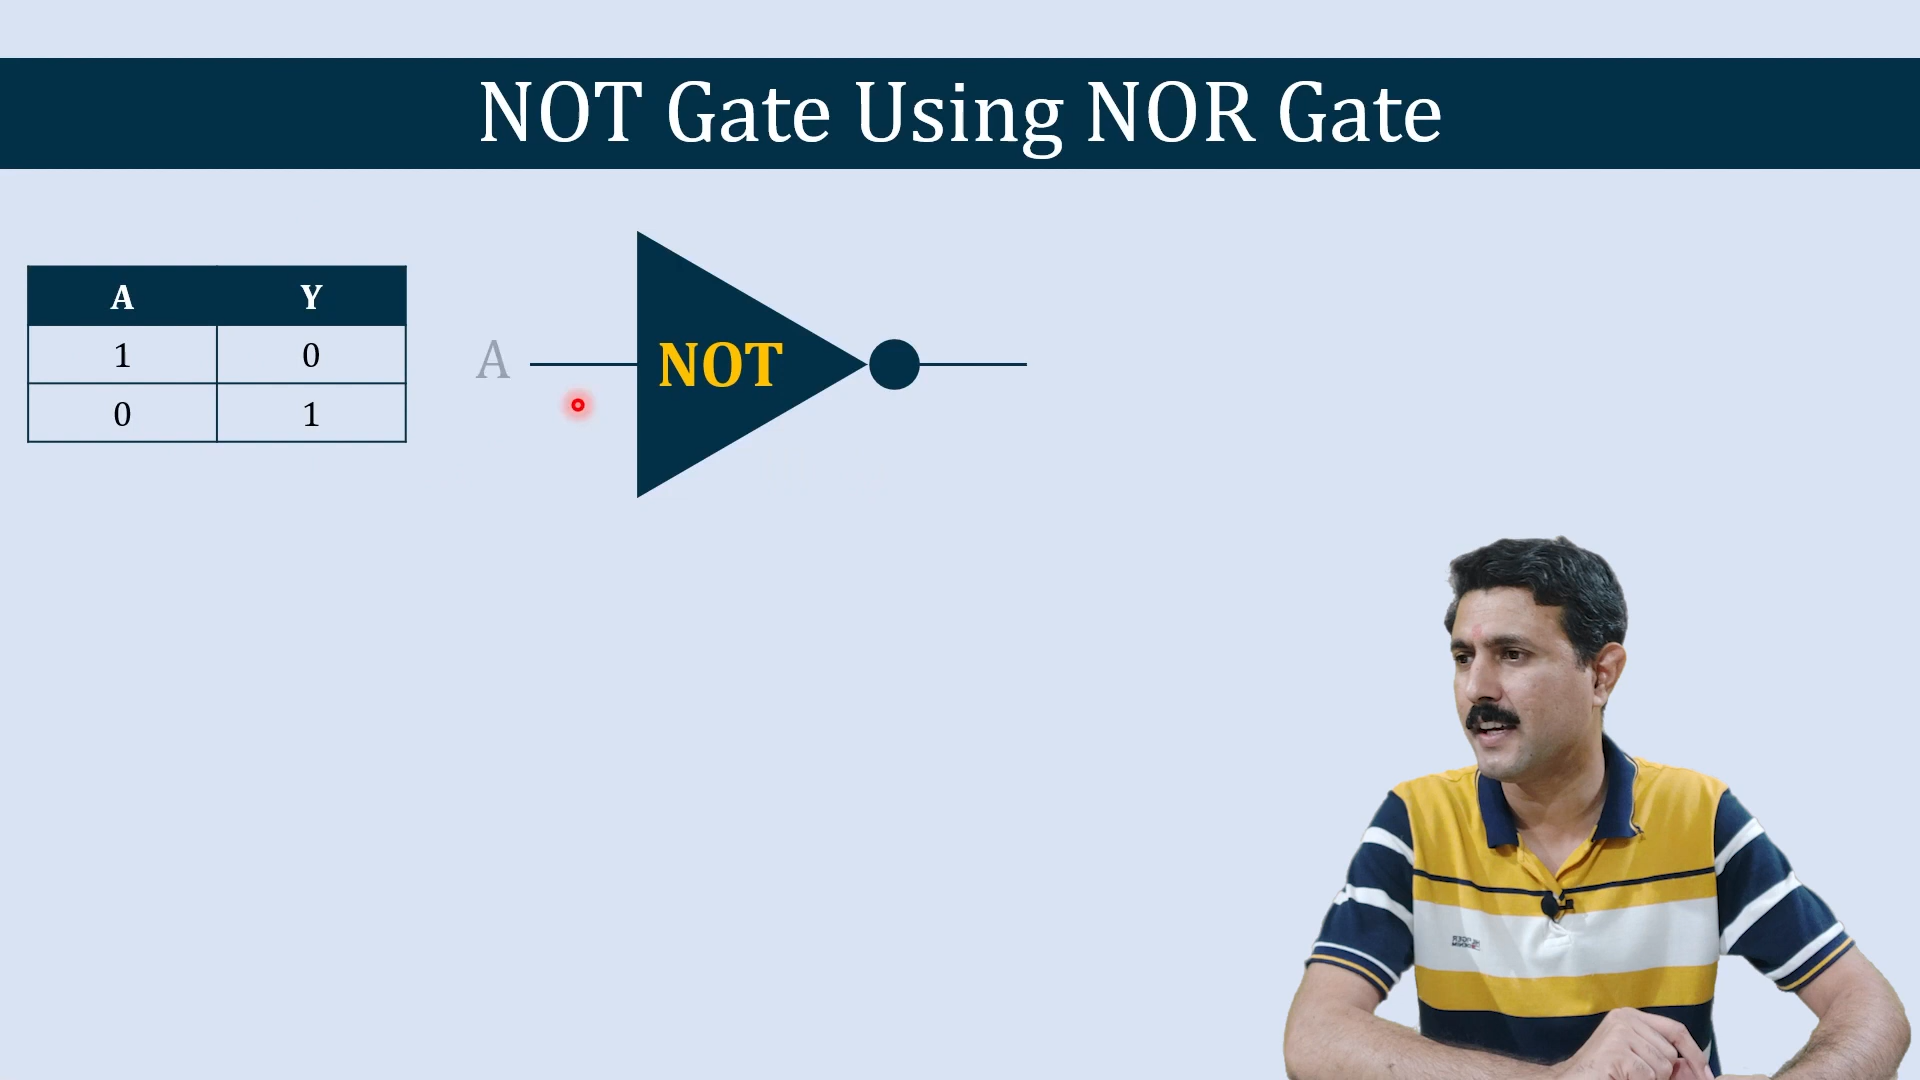 NOT Gate Using NOR Gate
A Y
1 0
0 1
A
NOT